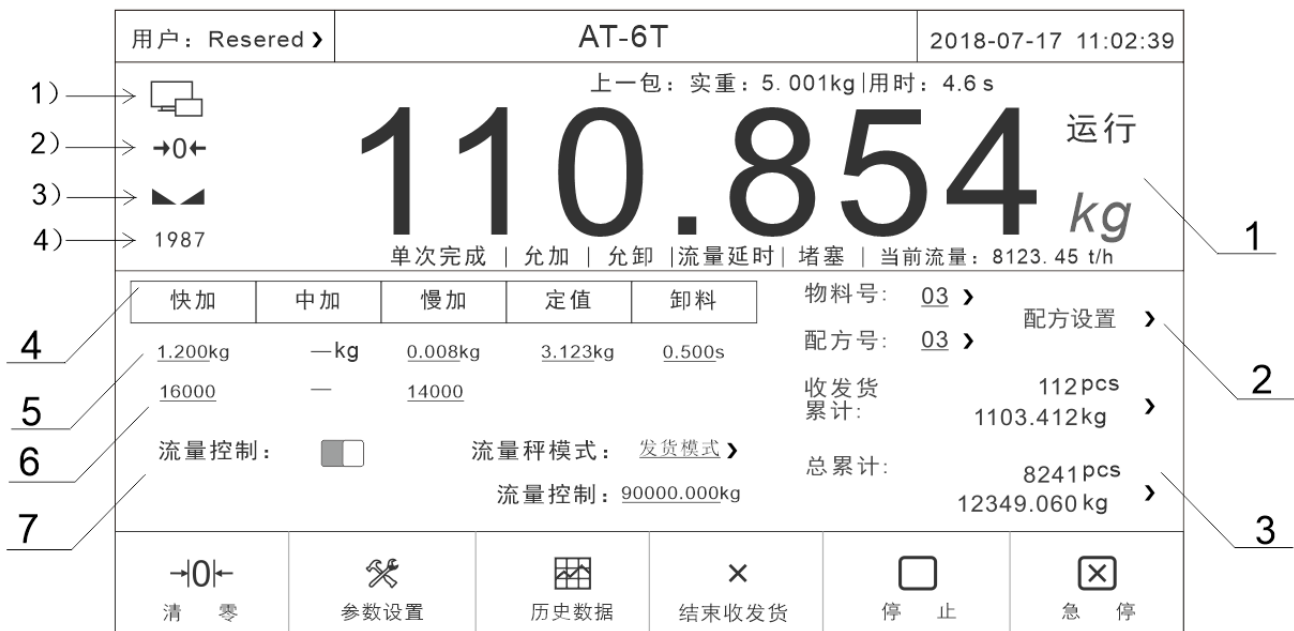 用户：Resered ❯
AT-6T
2018-07-17 11:02:39
上一包：实重：5.001kg|用时：4.6 s
1)
2)
→0←
3)
4)
1987
110.854
运行
kg
1
单次完成 | 允加 | 允卸 |流量延时| 堵塞 | 当前流量：8123.45 t/h
4
快加 中加 慢加 定值 卸料
物料号: 03 ❯
配方设置 ❯
配方号: 03 ❯
2
5
1.200kg —kg 0.008kg 3.123kg 0.500s
6
16000 — 14000
收发货
累计:
112pcs
1103.412kg ❯
7
流量控制：
流量秤模式：发货模式❯
流量控制：90000.000kg
总累计:
8241pcs
12349.060kg ❯
3
→|0|←
清 零
参数设置
历史数据
×
结束收发货
停 止
急 停